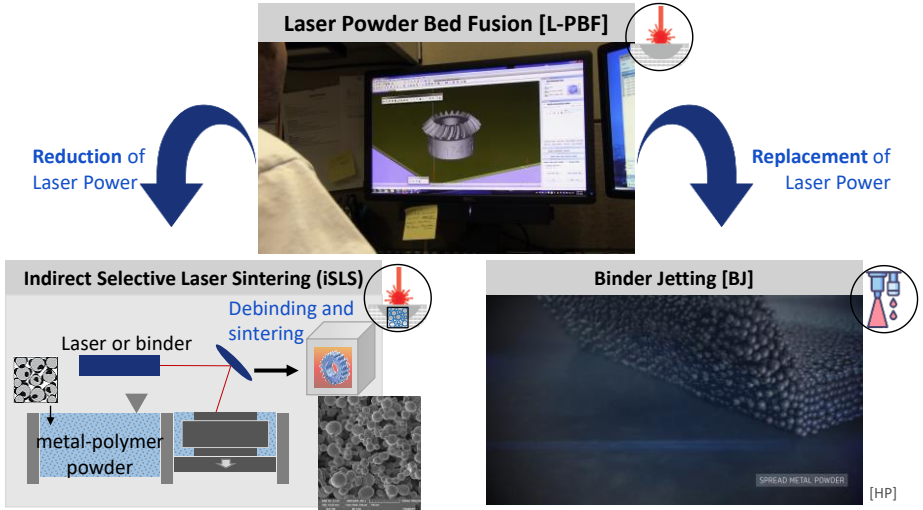 Laser Powder Bed Fusion [L-PBF]
Reduction of
Laser Power
Replacement of
Laser Power
Indirect Selective Laser Sintering (iSLS)
Debinding and
sintering
Laser or binder
metal-polymer
powder
Binder Jetting [BJ]
SPREAD METAL POWDER
[HP]